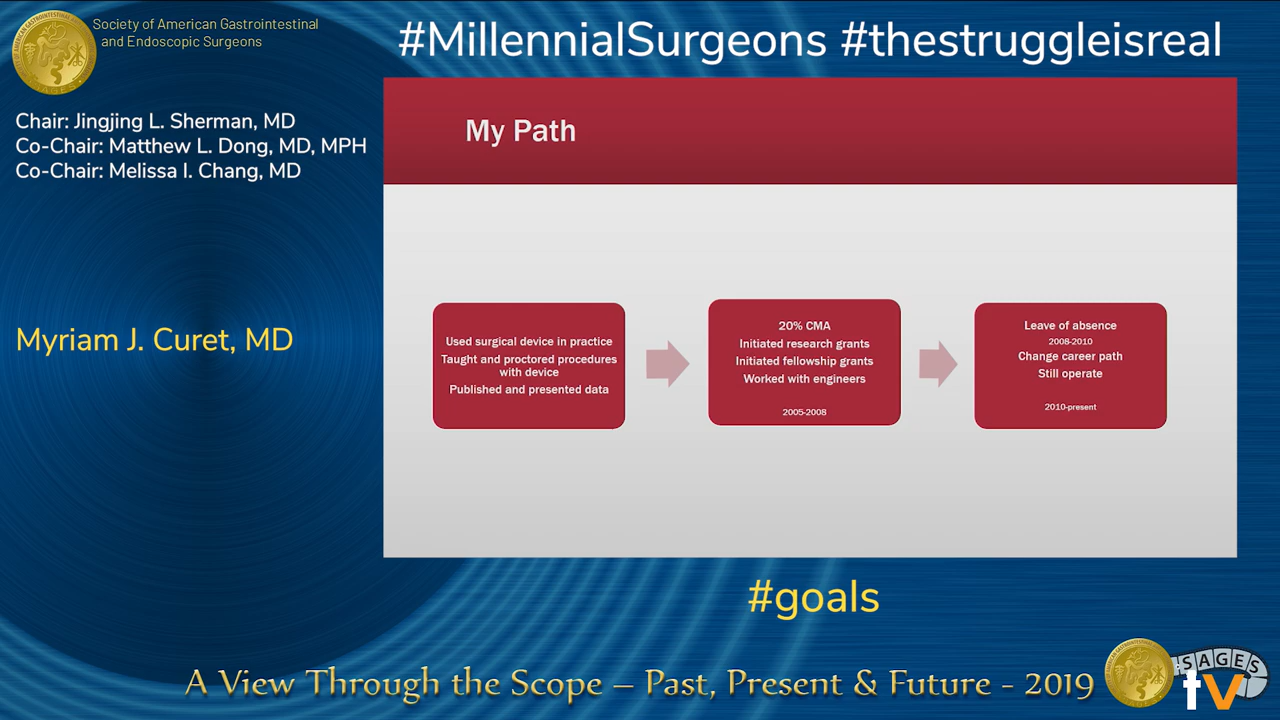 Society of American Gastrointestinal
and Endoscopic Surgeons
#MillennialSurgeons #thestruggleisreal
Chair: Jingjing L. Sherman, MD
Co-Chair: Matthew L. Dong, MD, MPH
Co-Chair: Melissa I. Chang, MD
Myriam J. Curet, MD
My Path
Used surgical device in practice
Taught and proctored procedures
with device
Published and presented data
20% CMA
Initiated research grants
Initiated fellowship grants
Worked with engineers
2005-2008
Leave of absence
2008-2010
Change career path
Still operate
2010-present
#goals
A View Through the Scope – Past, Present & Future - 2019
SAGES
tv